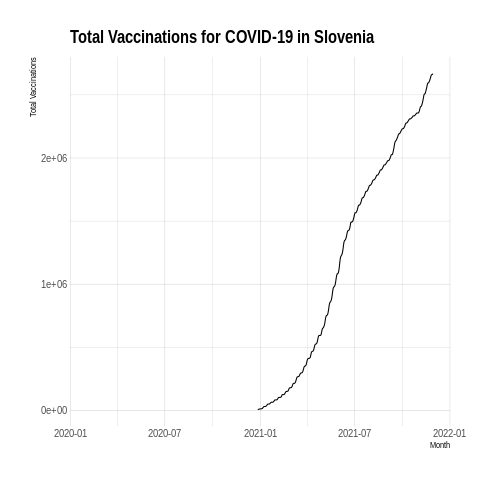 Total Vaccinations for COVID-19 in Slovenia
Total Vaccinations
2e+06
1e+06
0e+00
2020-01 2020-07 2021-01 2021-07 2022-01
Month